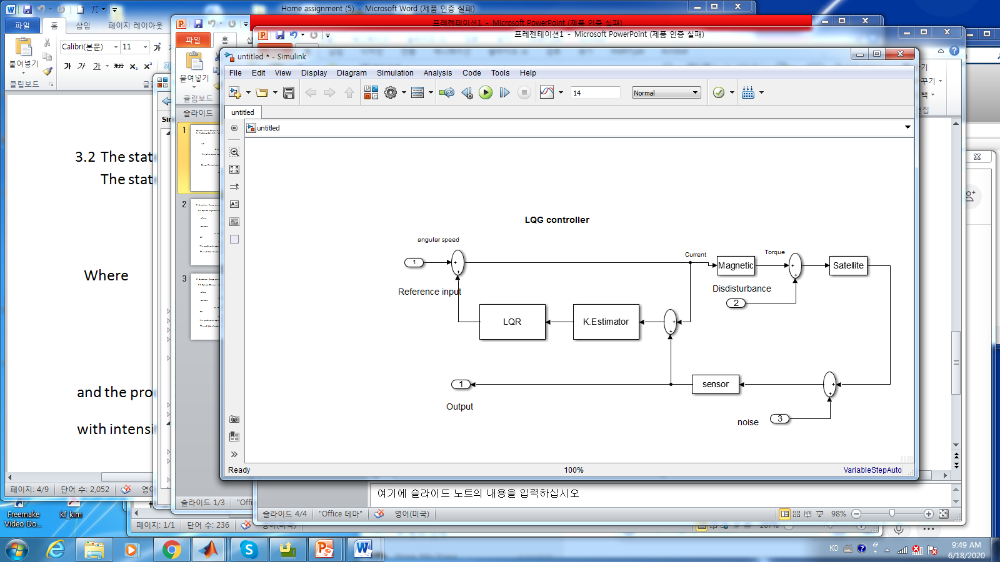 Home assignment (5) - Microsoft Word (제품 인증 실패)
프레젠테이션1 - Microsoft PowerPoint (제품 인증 실패)
프레젠테이션1 - Microsoft PowerPoint (제품 인증 실패)
파일
홈
삽입
페이지 레이아웃
파일
홈
Calibri(본문)
11
붙여넣기
클립보드
붙여넣기
클립보드
슬라이드
untitled * - Simulink
File Edit View Display Diagram Simulation Analysis Code Tools Help
14
Normal
untitled
untitled
3.2 The stat
The stat
Where
and the pro
with intensi
1
2
3
LQG controller
angular speed
1
Reference input
Current
Magnetic
Torque
Satellite
Disdisturbance
2
LQR
K.Estimator
1
sensor
Output
noise
3
Ready
100%
VariableStepAuto
페이지: 4/9
단어 수: 2,052
슬라이드 1/3
여기에 슬라이드 노트의 내용을 입력하십시오
슬라이드 4/4
"Office 테마"
영어(미국)
98%
페이지: 1/1
단어 수: 236
Freemake
Video Do...
kf_kim
KO
9:49 AM
6/18/2020